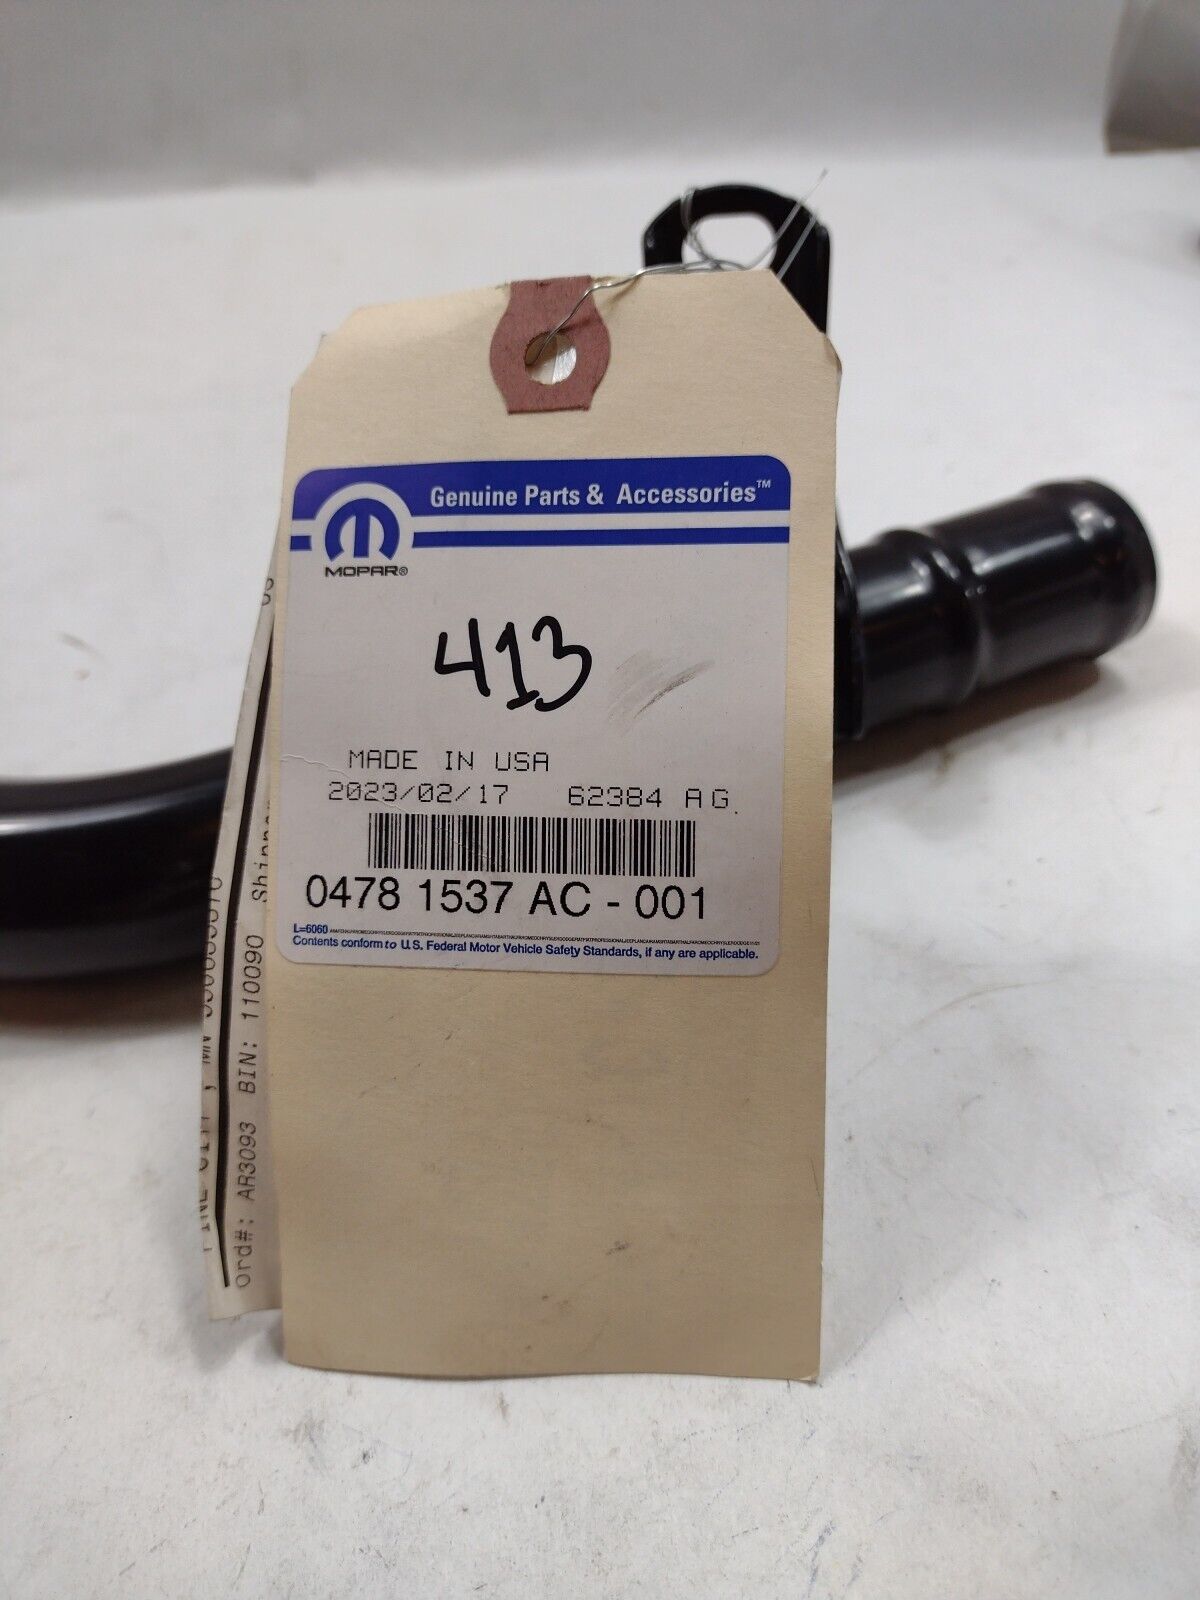 Genuine Parts & Accessories™
MOPAR®
413
MADE IN USA
2023/02/17 62384 AG
0478 1537 AC - 001
L=6060
Contents conform to U.S. Federal Motor Vehicle Safety Standards, if any are applicable.
Ord#: AR3093 BIN: 110090